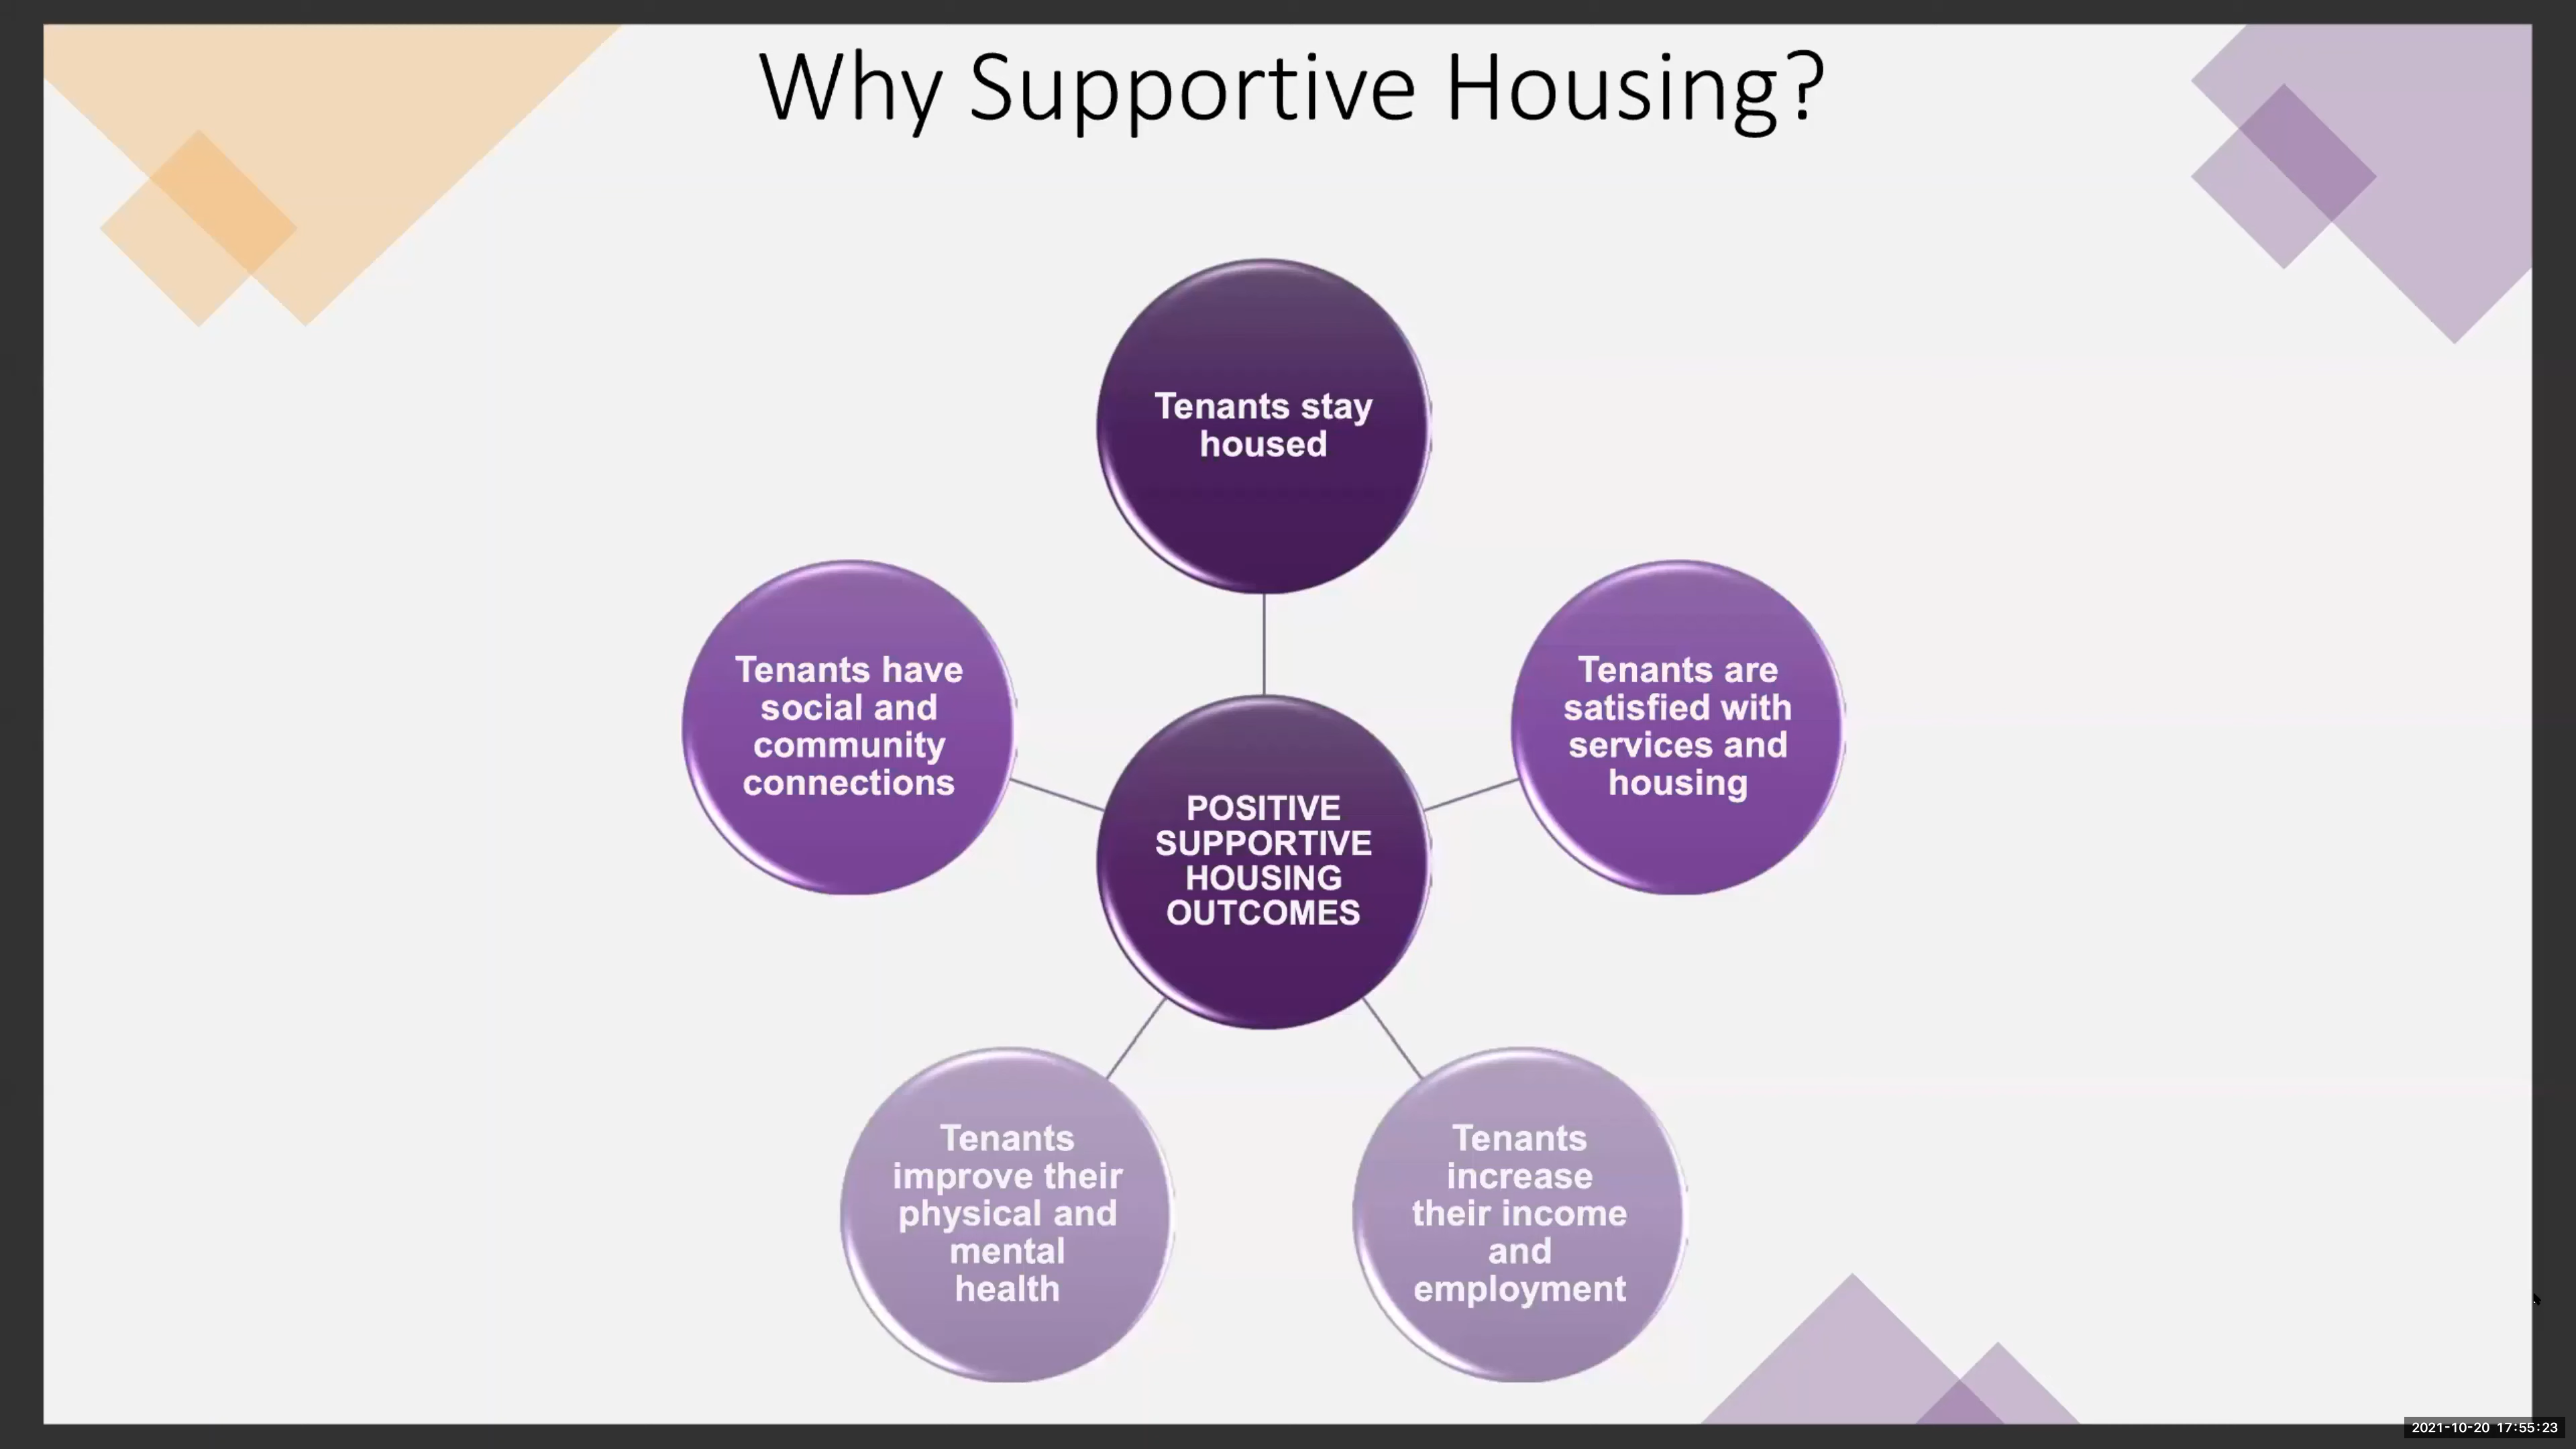 Why Supportive Housing?
Tenants stay
housed
Tenants have
social and
community
connections
Tenants are
satisfied with
services and
housing
POSITIVE
SUPPORTIVE
HOUSING
OUTCOMES
Tenants
improve their
physical and
mental
health
Tenants
increase
their income
and
employment
2021-10-20 17:55:23